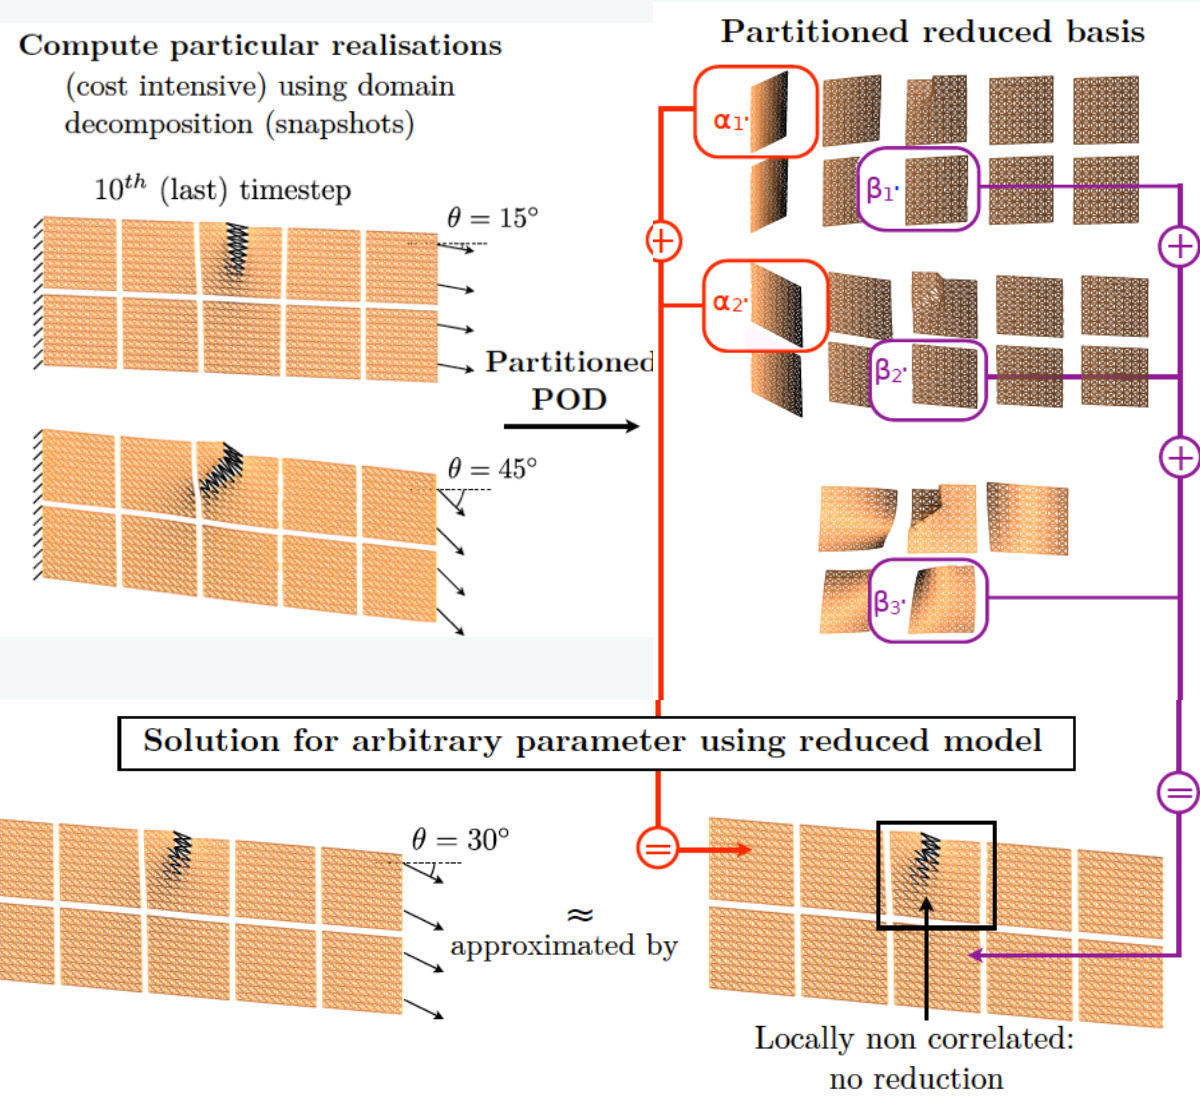 Compute particular realisations
(cost intensive) using domain
decomposition (snapshots)
10th (last) timestep
θ = 15°
θ = 45°
Partitioned
POD
Partitioned reduced basis
α1·
β1·
α2·
β2·
β3·
+
+
+
Solution for arbitrary parameter using reduced model
=
=
θ = 30°
≈
approximated by
Locally non correlated:
no reduction